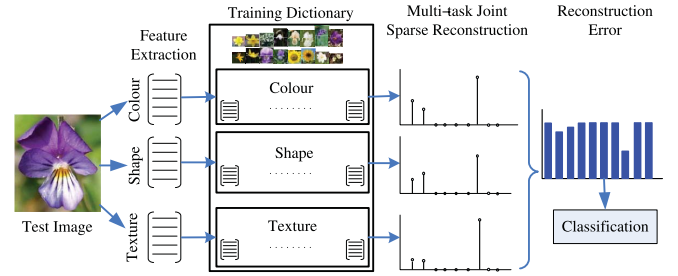 Feature
Extraction
Training Dictionary
Multi-task Joint
Sparse Reconstruction
Reconstruction
Error
Colour
Colour
. . . . . . . .
Shape
Shape
. . . . . . . .
Texture
Texture
. . . . . . . .
Test Image
Classification